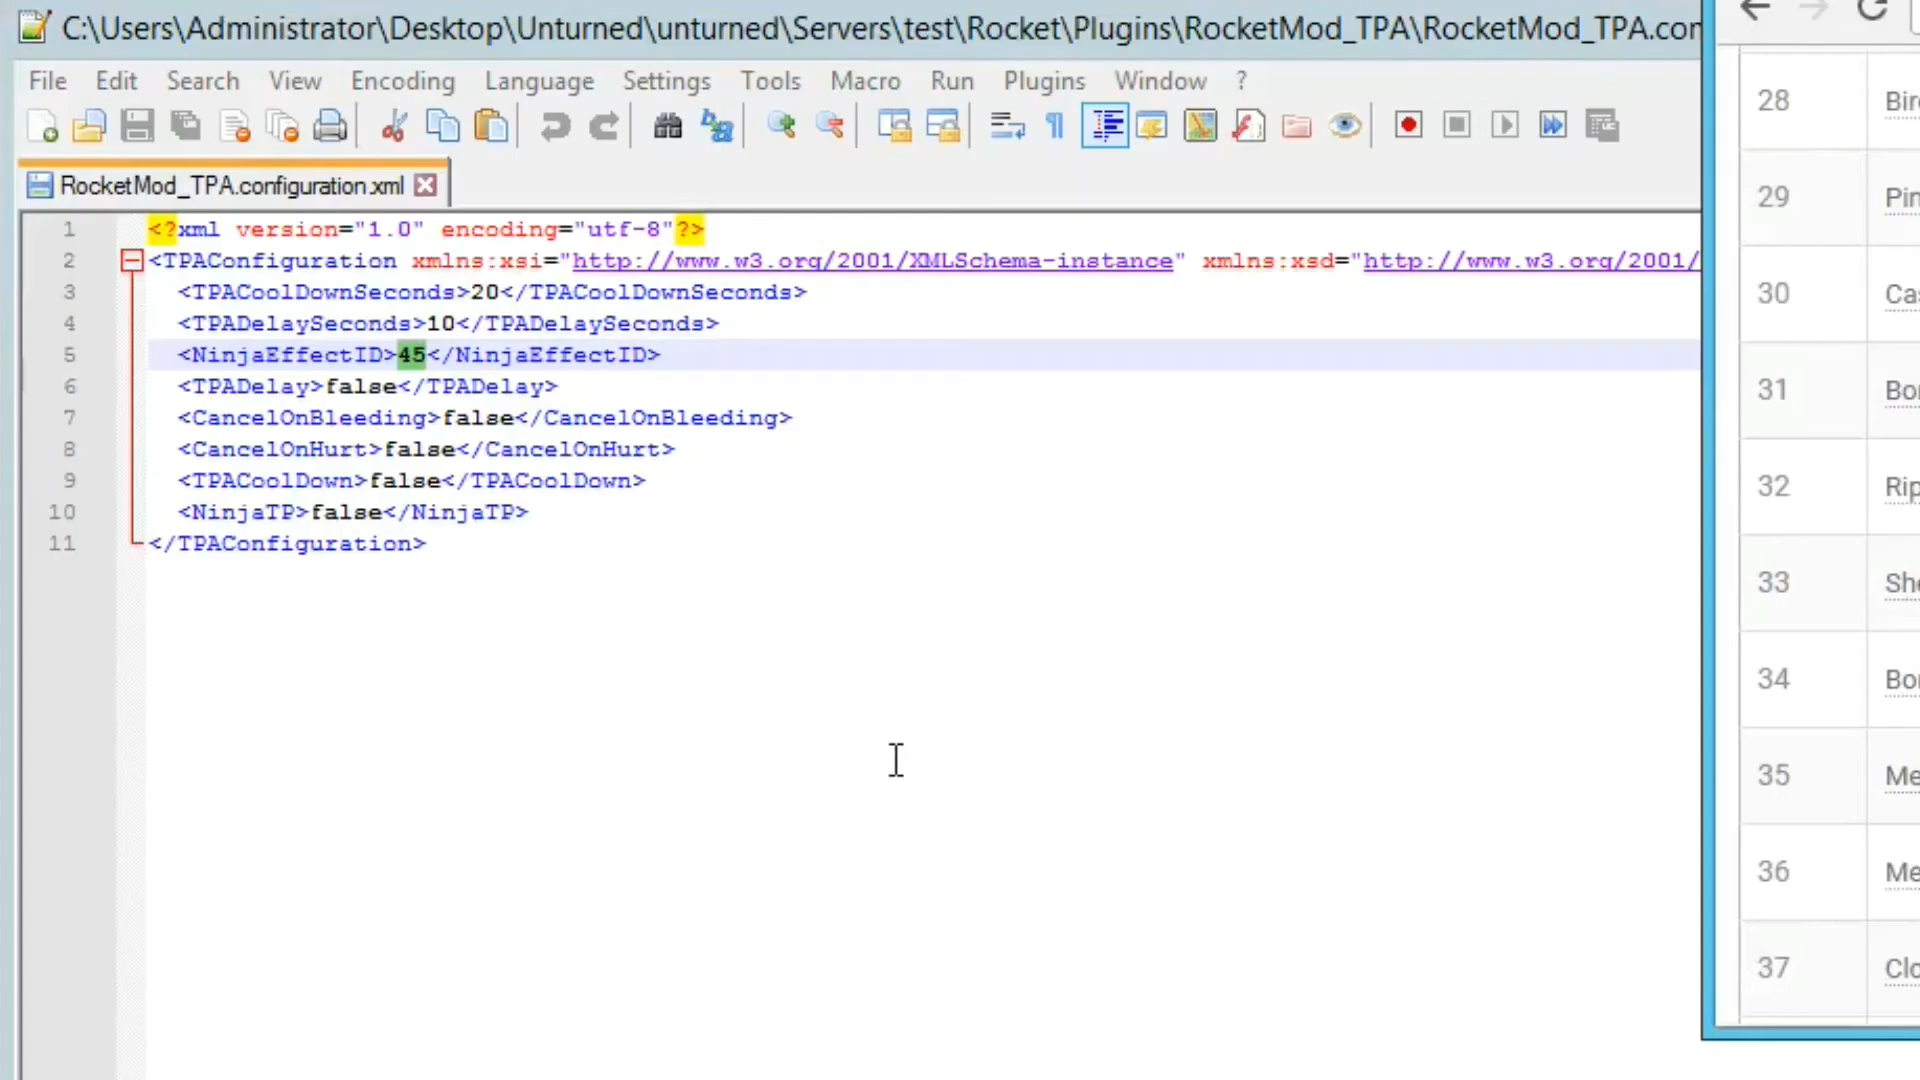 C:\Users\Administrator\Desktop\Unturned\unturned\Servers\test\Rocket\Plugins\RocketMod_TPA\RocketMod_TPA.con
File Edit Search View Encoding Language Settings Tools Macro Run Plugins Window ?
RocketMod_TPA.configuration.xml
1 <?xml version="1.0" encoding="utf-8"?>
2 <TPAConfiguration xmlns:xsi="http://www.w3.org/2001/XMLSchema-instance" xmlns:xsd="http://www.w3.org/2001/
3 <TPACoolDownSeconds>20</TPACoolDownSeconds>
4 <TPADelaySeconds>10</TPADelaySeconds>
5 <NinjaEffectID>45</NinjaEffectID>
6 <TPADelay>false</TPADelay>
7 <CancelOnBleeding>false</CancelOnBleeding>
8 <CancelOnHurt>false</CancelOnHurt>
9 <TPACoolDown>false</TPACoolDown>
10 <NinjaTP>false</NinjaTP>
11 </TPAConfiguration>
28
29
30
31
32
33
34
35
36
37